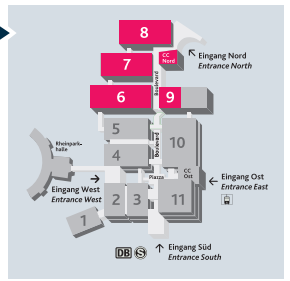 8
CC
Nord
Eingang Nord
Entrance North
7
Boulevard
6
9
5
Rheinpark-
halle
4
Boulevard
10
CC
Ost
Eingang Ost
Entrance East
Piazza
Eingang West
Entrance West
2
3
11
1
DB
S
Eingang Süd
Entrance South